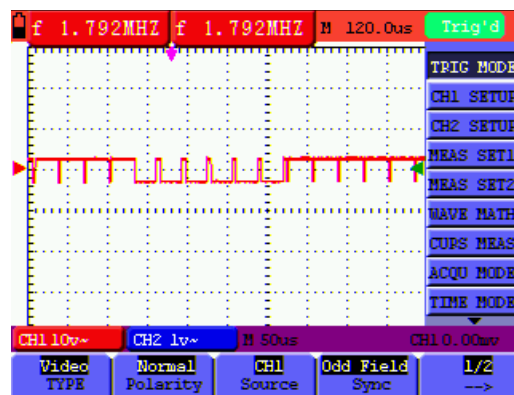 f 1.792MHZ f 1.792MHZ M 120.0us Trig'd
TRIG MODE
CH1 SETUP
CH2 SETUP
MEAS SET1
MEAS SET2
WAVE MATH
CURS MEAS
ACQU MODE
TIME MODE
CH1 10v~ CH2 1v~ M 50us CH1 0.00mv
Video Normal CH1 Odd Field 1/2
TYPE Polarity Source Sync -->